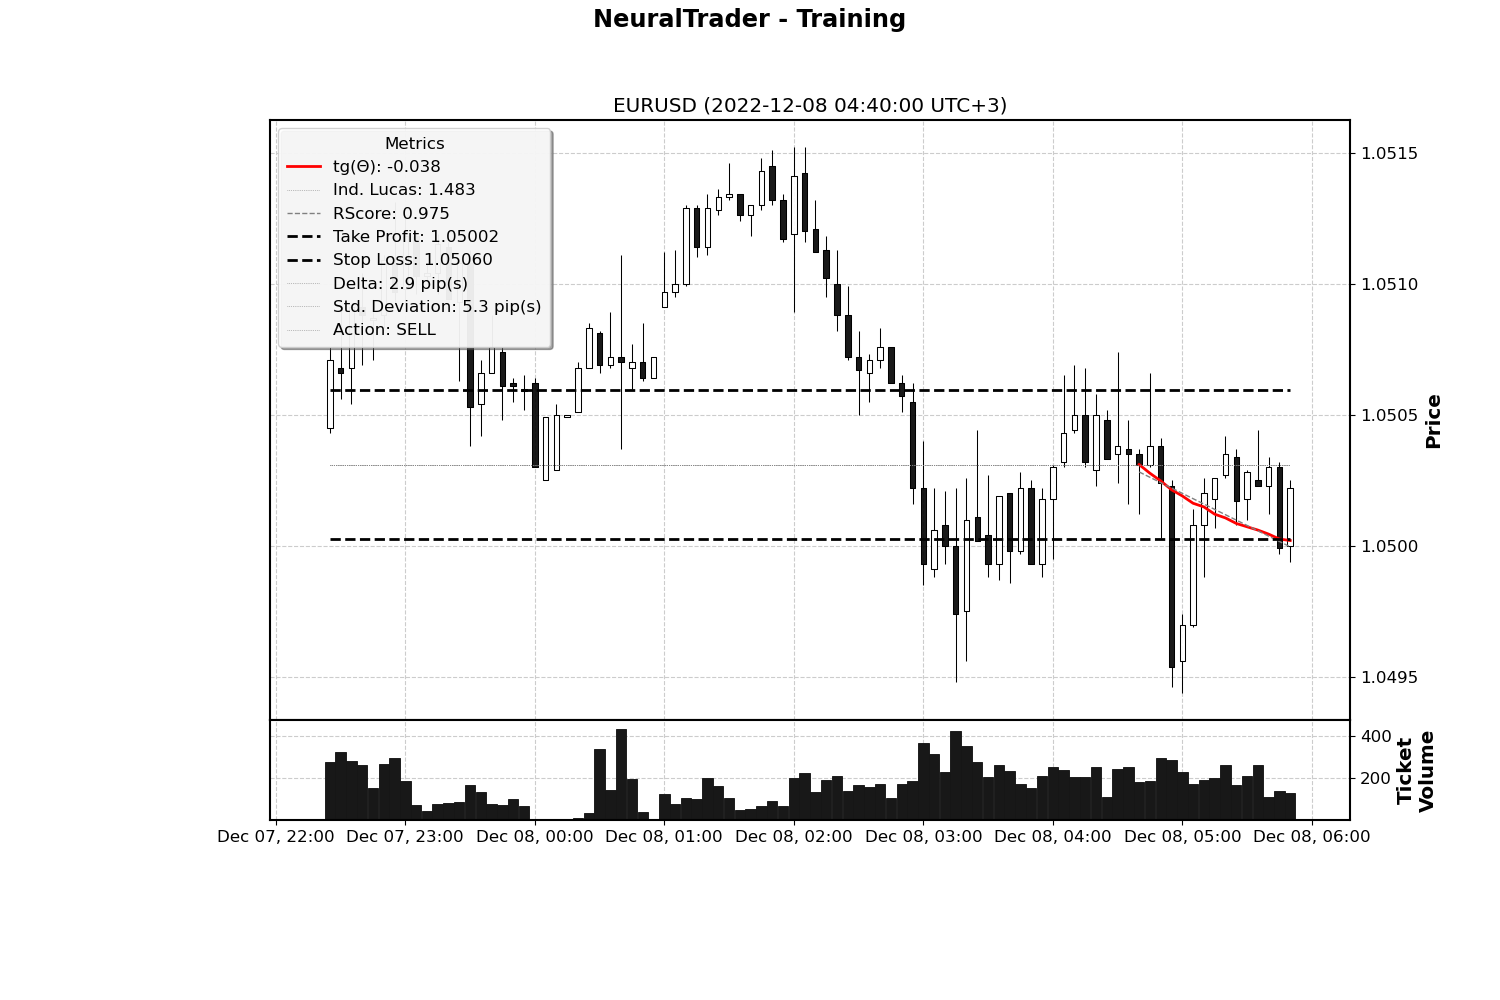 NeuralTrader - Training
EURUSD (2022-12-08 04:40:00 UTC+3)
Metrics
tg(Θ): -0.038
Ind. Lucas: 1.483
RScore: 0.975
Take Profit: 1.05002
Stop Loss: 1.05060
Delta: 2.9 pip(s)
Std. Deviation: 5.3 pip(s)
Action: SELL
1.0515
1.0510
1.0505
1.0500
1.0495
Price
400
200
Ticket
Volume
Dec 07, 22:00
Dec 07, 23:00
Dec 08, 00:00
Dec 08, 01:00
Dec 08, 02:00
Dec 08, 03:00
Dec 08, 04:00
Dec 08, 05:00
Dec 08, 06:00